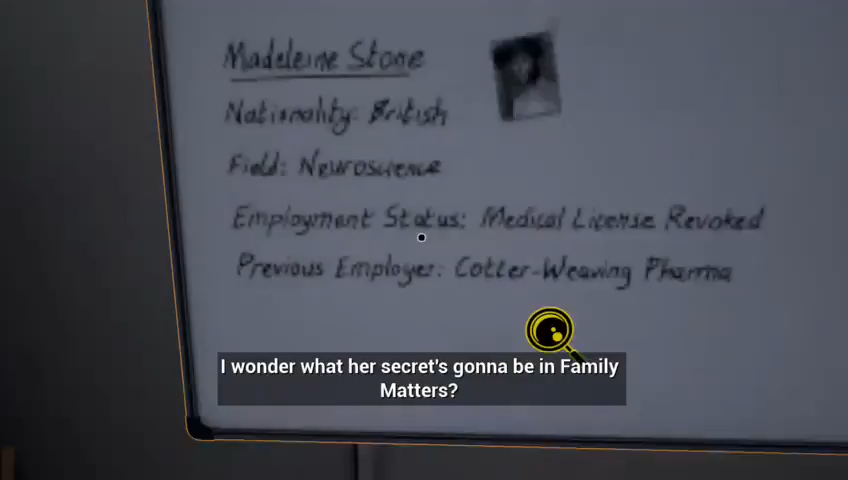 Madeleine Stone
Nationality: British
Field: Neuroscience
Employment Status: Medical License Revoked
Previous Employer: Cotter-Weaving Pharma
I wonder what her secret's gonna be in Family
Matters?